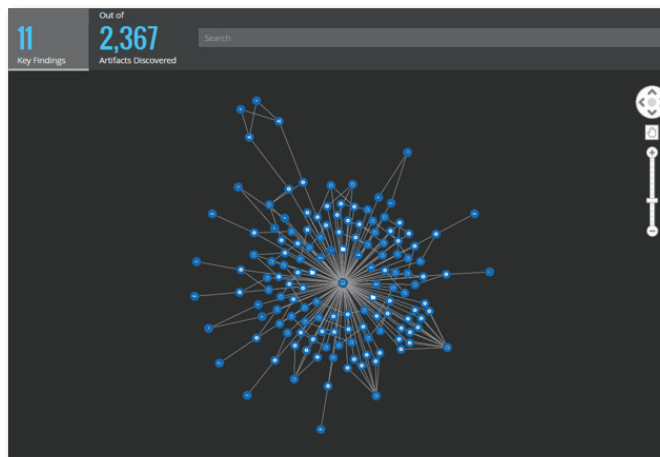 11
Key Findings
Out of
2,367
Artifacts Discovered
Search